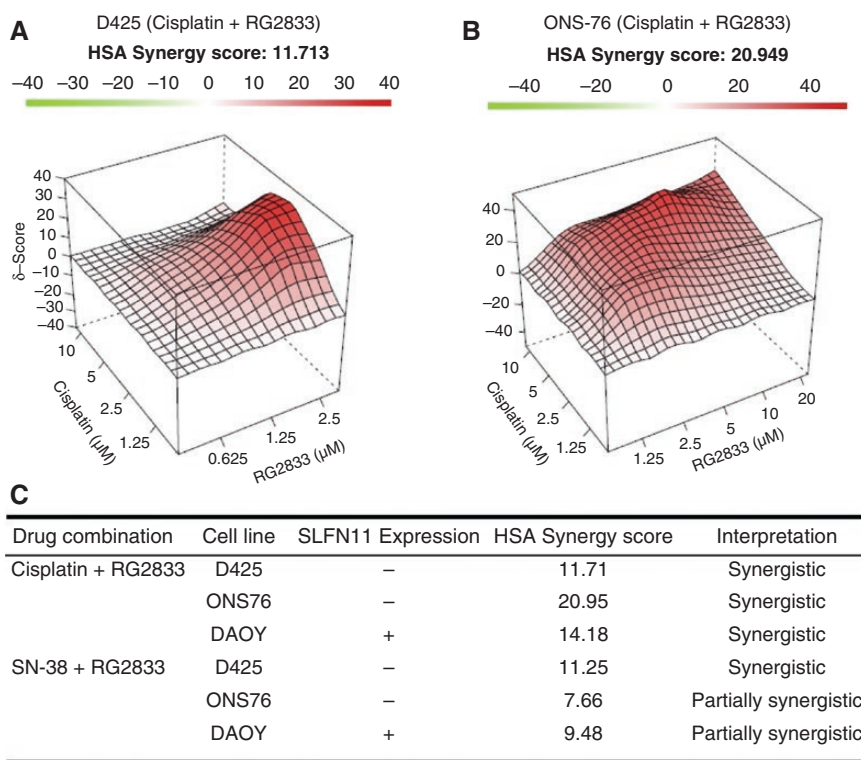 A
D425 (Cisplatin + RG2833)
HSA Synergy score: 11.713
–40 –30 –20 –10 0 10 20 30 40
40
30
20
10
0
–10
–20
–30
–40
δ–Score
10
5
2.5
1.25
Cisplatin (µM)
0.625
1.25
2.5
RG2833 (µM)
B
ONS-76 (Cisplatin + RG2833)
HSA Synergy score: 20.949
–40 –20 0 20 40
40
20
0
–20
–40
10
5
2.5
1.25
Cisplatin (µM)
1.25
2.5
5
10
20
RG2833 (µM)
C
Drug combination Cell line SLFN11 Expression HSA Synergy score Interpretation
Cisplatin + RG2833 D425 – 11.71 Synergistic
ONS76 – 20.95 Synergistic
DAOY + 14.18 Synergistic
SN-38 + RG2833 D425 – 11.25 Synergistic
ONS76 – 7.66 Partially synergistic
DAOY + 9.48 Partially synergistic